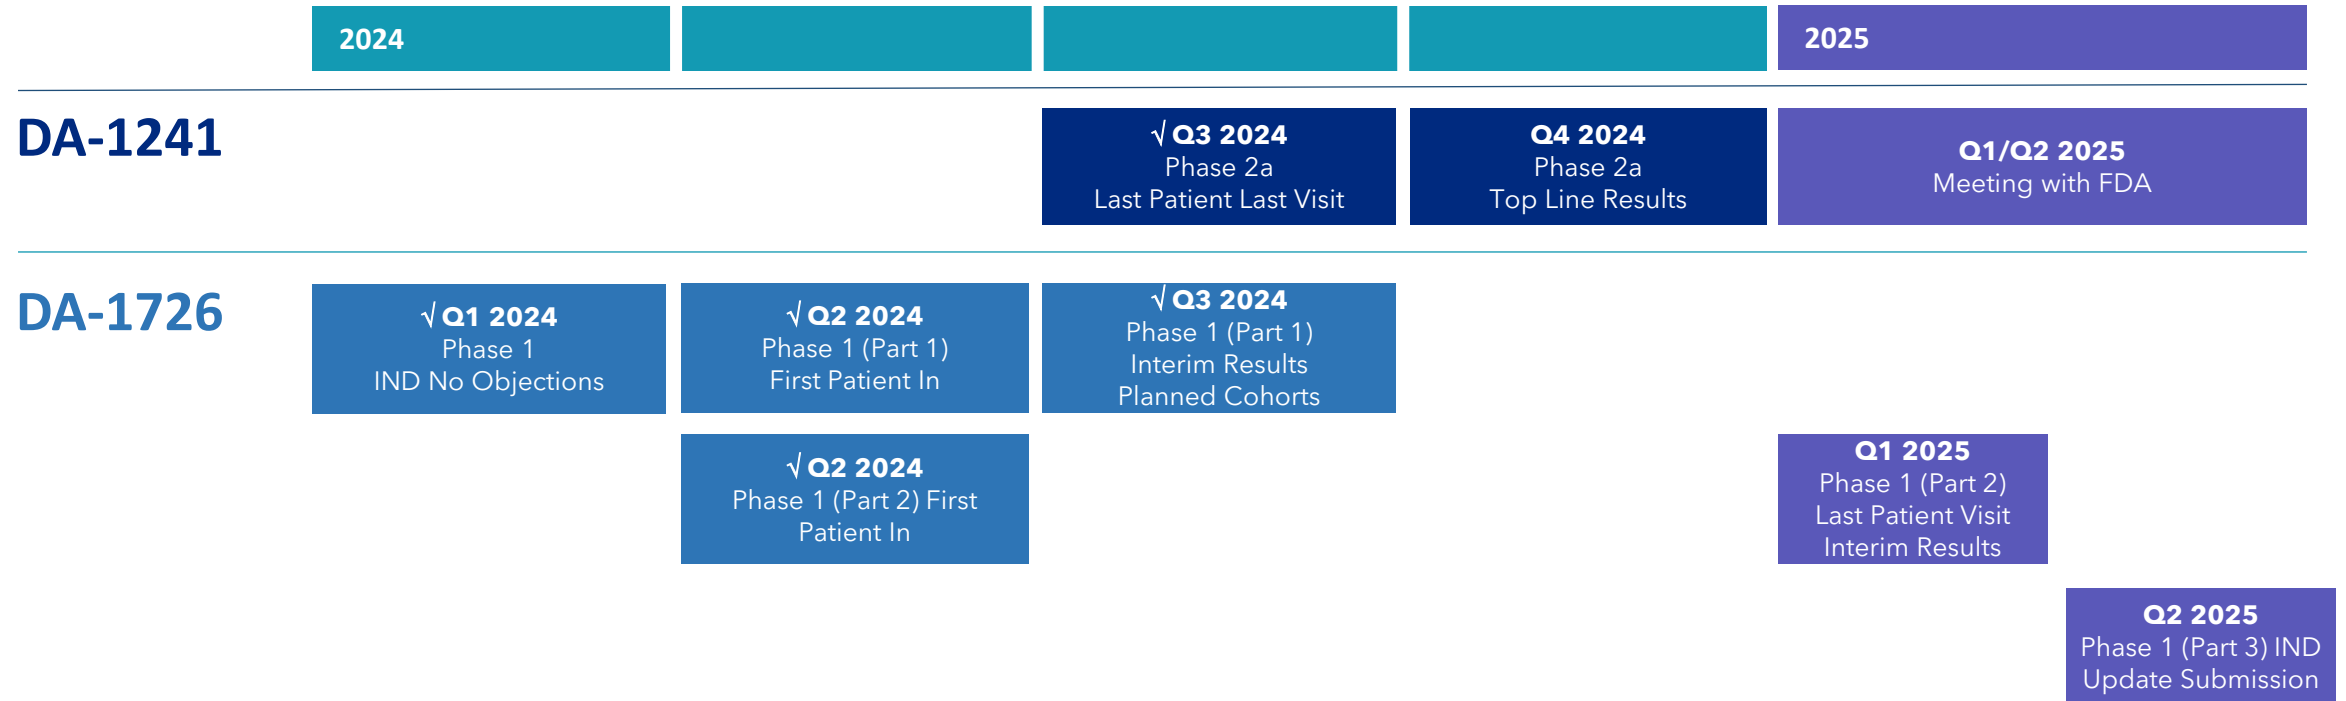 2024
2025
DA-1241
√ Q3 2024
Phase 2a
Last Patient Last Visit
Q4 2024
Phase 2a
Top Line Results
Q1/Q2 2025
Meeting with FDA
DA-1726
√ Q1 2024
Phase 1
IND No Objections
√ Q2 2024
Phase 1 (Part 1)
First Patient In
√ Q3 2024
Phase 1 (Part 1)
Interim Results
Planned Cohorts
√ Q2 2024
Phase 1 (Part 2) First
Patient In
Q1 2025
Phase 1 (Part 2)
Last Patient Visit
Interim Results
Q2 2025
Phase 1 (Part 3) IND
Update Submission